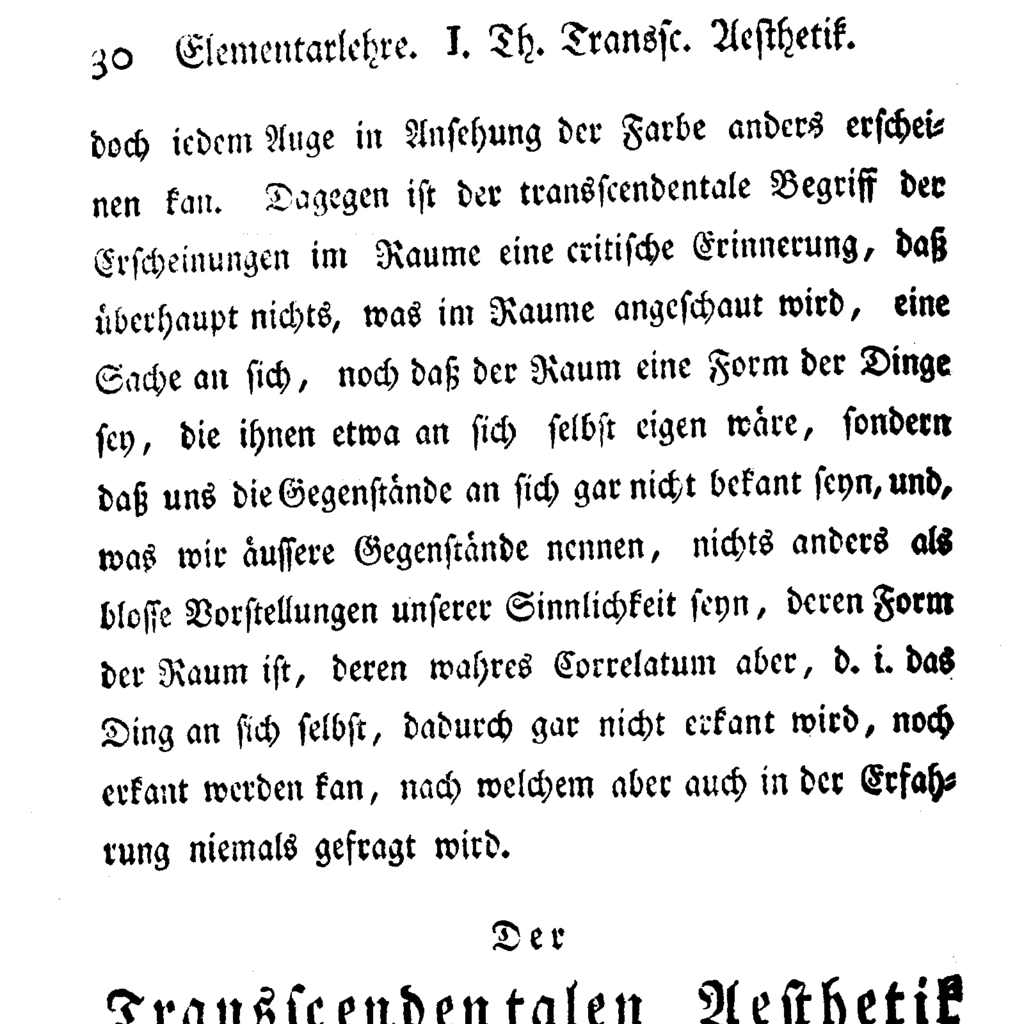 30 Elementarlehre. I. Th. Transsc. Aesthetik.
doch iedem Auge in Ansehung der Farbe anders erschei-
nen kan. Dagegen ist der transscendentale Begriff der
Erscheinungen im Raume eine critische Erinnerung, daß
überhaupt nichts, was im Raume angeschaut wird, eine
Sache an sich, noch daß der Raum eine Form der Dinge
sey, die ihnen etwa an sich selbst eigen wäre, sondern
daß uns die Gegenstände an sich gar nicht bekant seyn, und,
was wir äussere Gegenstände nennen, nichts anders als
blosse Vorstellungen unserer Sinnlichkeit seyn, deren Form
der Raum ist, deren wahres Correlatum aber, d. i. das
Ding an sich selbst, dadurch gar nicht erkant wird, noch
erkant werden kan, nach welchem aber auch in der Erfah-
rung niemals gefragt wird.
Der
Transscendentalen Aesthetik